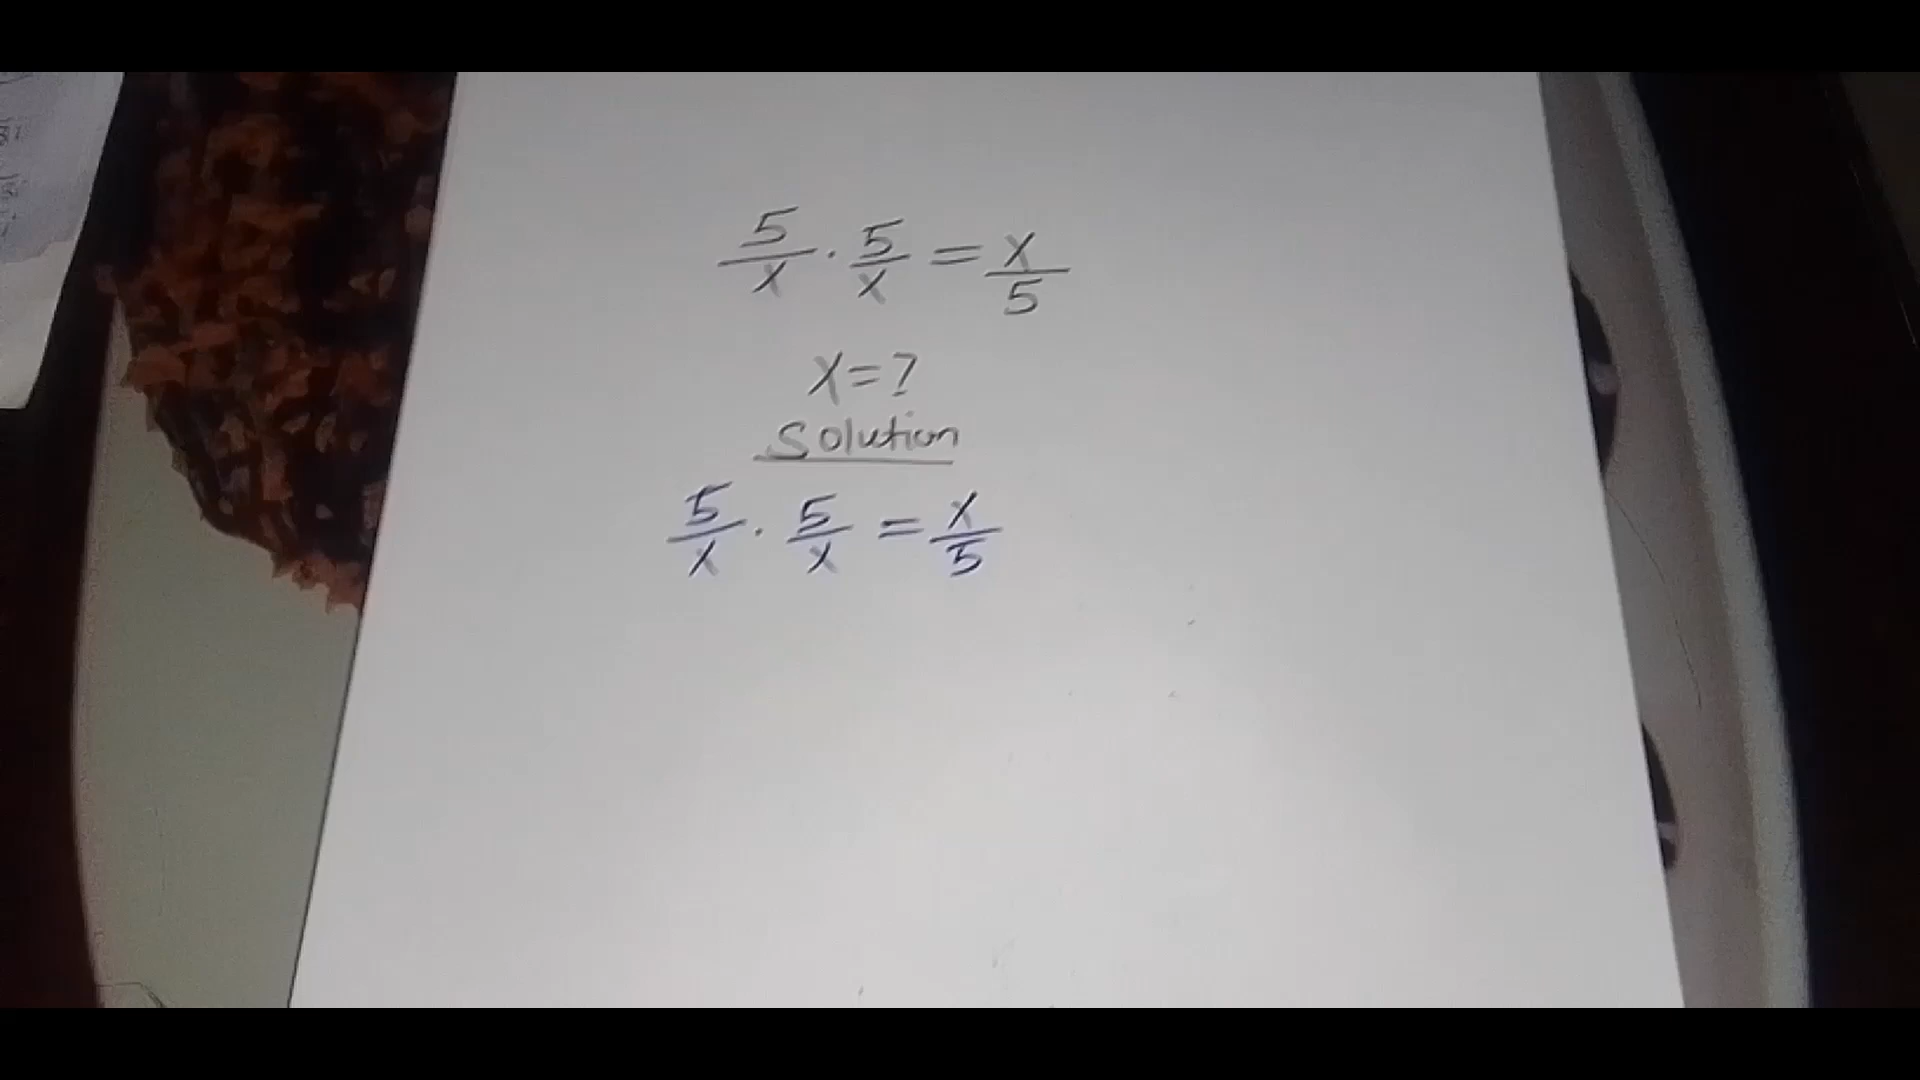 5/x · 5/x = x/5
x = ?
Solution
5/x · 5/x = x/5